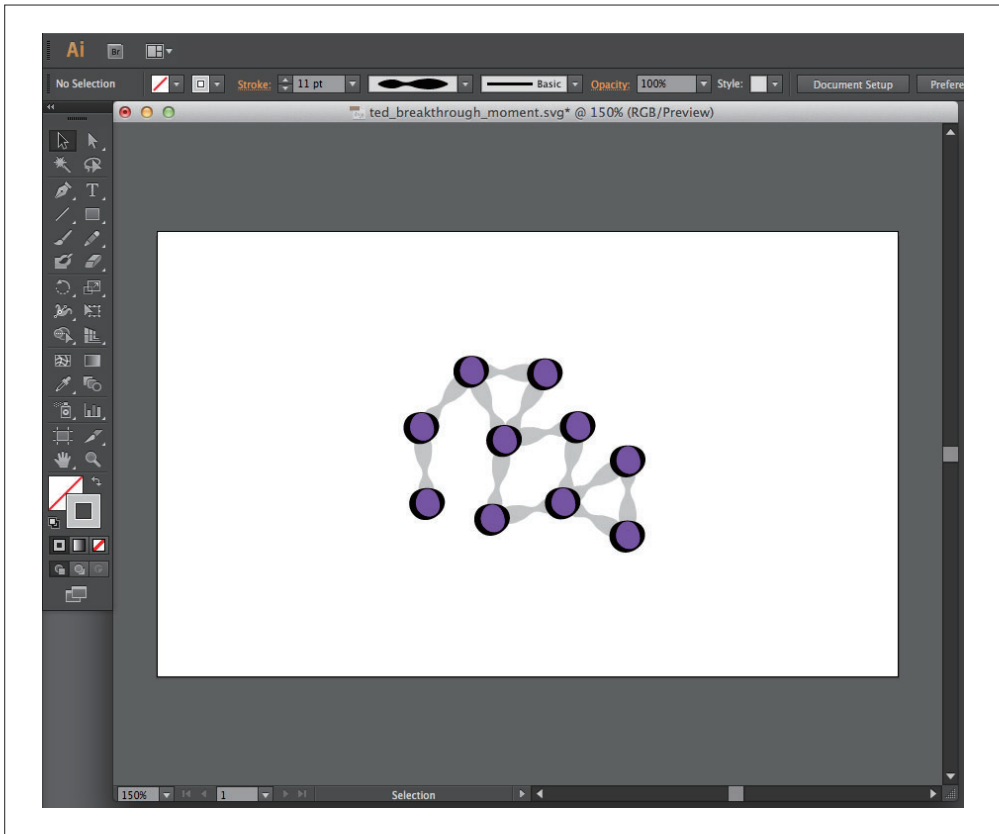 Ai Br
No Selection Stroke: 11 pt Basic Opacity: 100% Style: Document Setup Prefere
ted_breakthrough_moment.svg* @ 150% (RGB/Preview)
T
150% 1 Selection